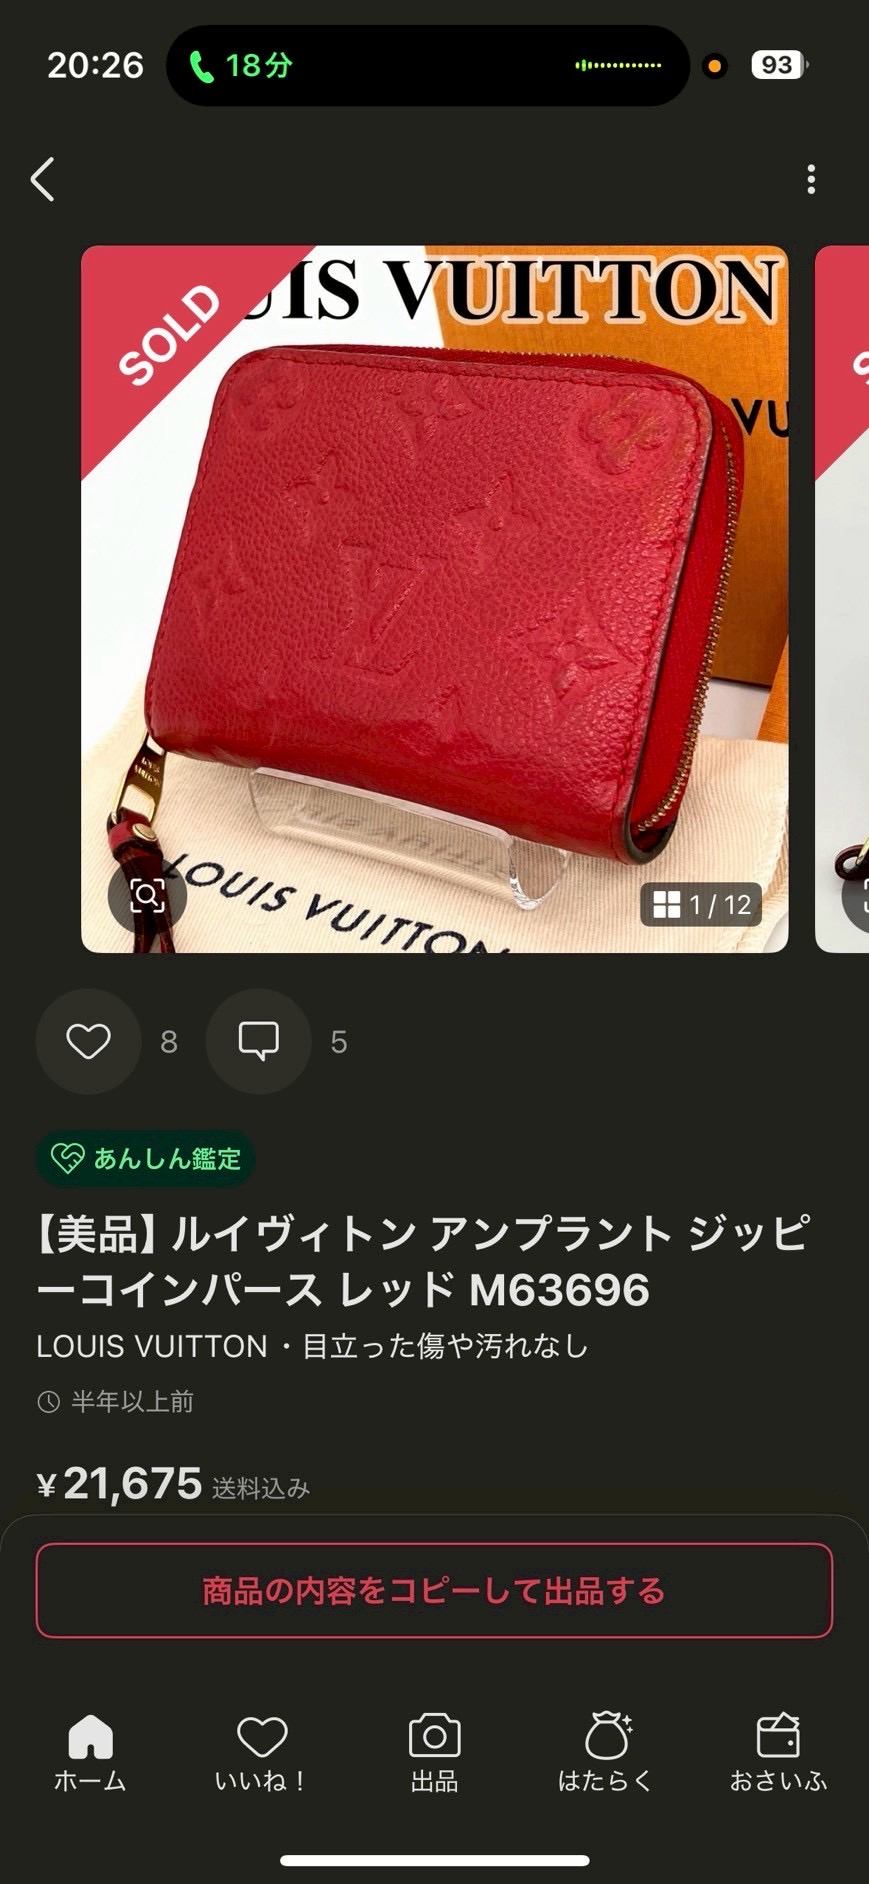 20:26
18分
93
SOLD
UIS VUITTON
VU
LOUIS VUITTON
1 / 12
8
5
あんしん鑑定
【美品】ルイヴィトン アンプラント ジッピ
ーコインパース レッド M63696
LOUIS VUITTON・目立った傷や汚れなし
半年以上前
¥21,675 送料込み
商品の内容をコピーして出品する
ホーム
いいね！
出品
はたらく
おさいふ